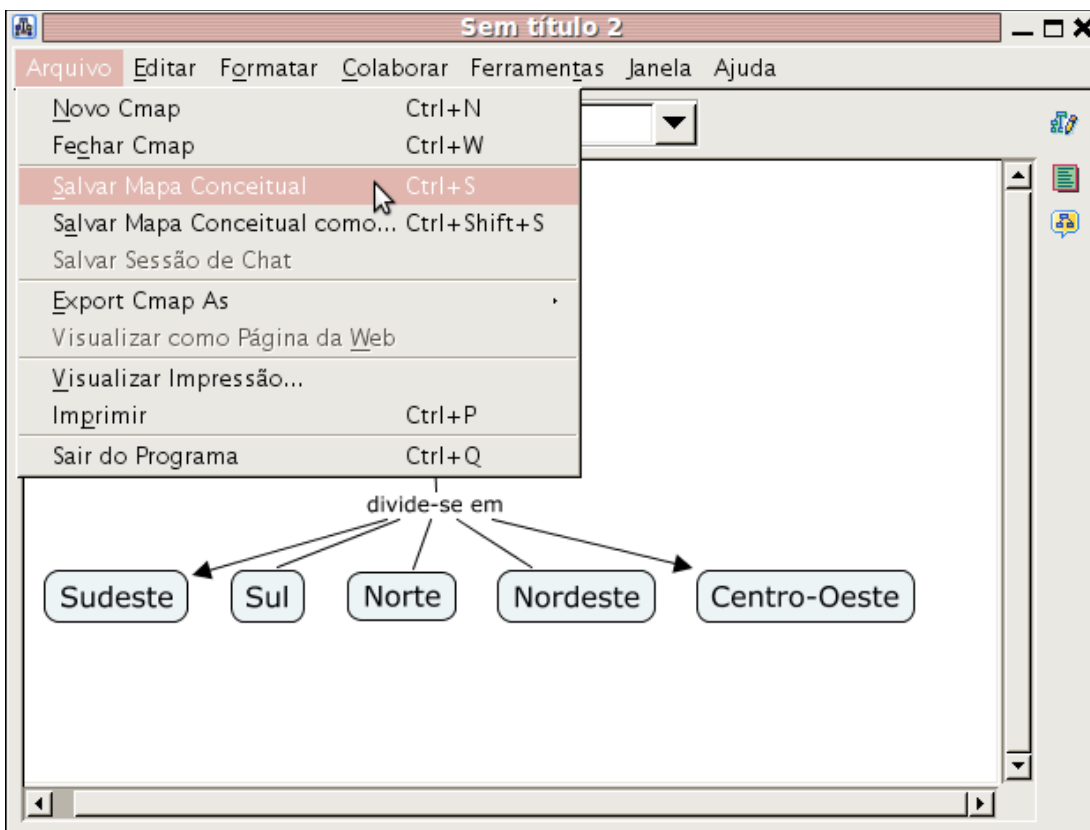 Sem título 2
Arquivo Editar Formatar Colaborar Ferramentas Janela Ajuda
Novo Cmap Ctrl+N
Fechar Cmap Ctrl+W
Salvar Mapa Conceitual Ctrl+S
Salvar Mapa Conceitual como... Ctrl+Shift+S
Salvar Sessão de Chat
Export Cmap As
Visualizar como Página da Web
Visualizar Impressão...
Imprimir Ctrl+P
Sair do Programa Ctrl+Q
divide-se em
Sudeste Sul Norte Nordeste Centro-Oeste